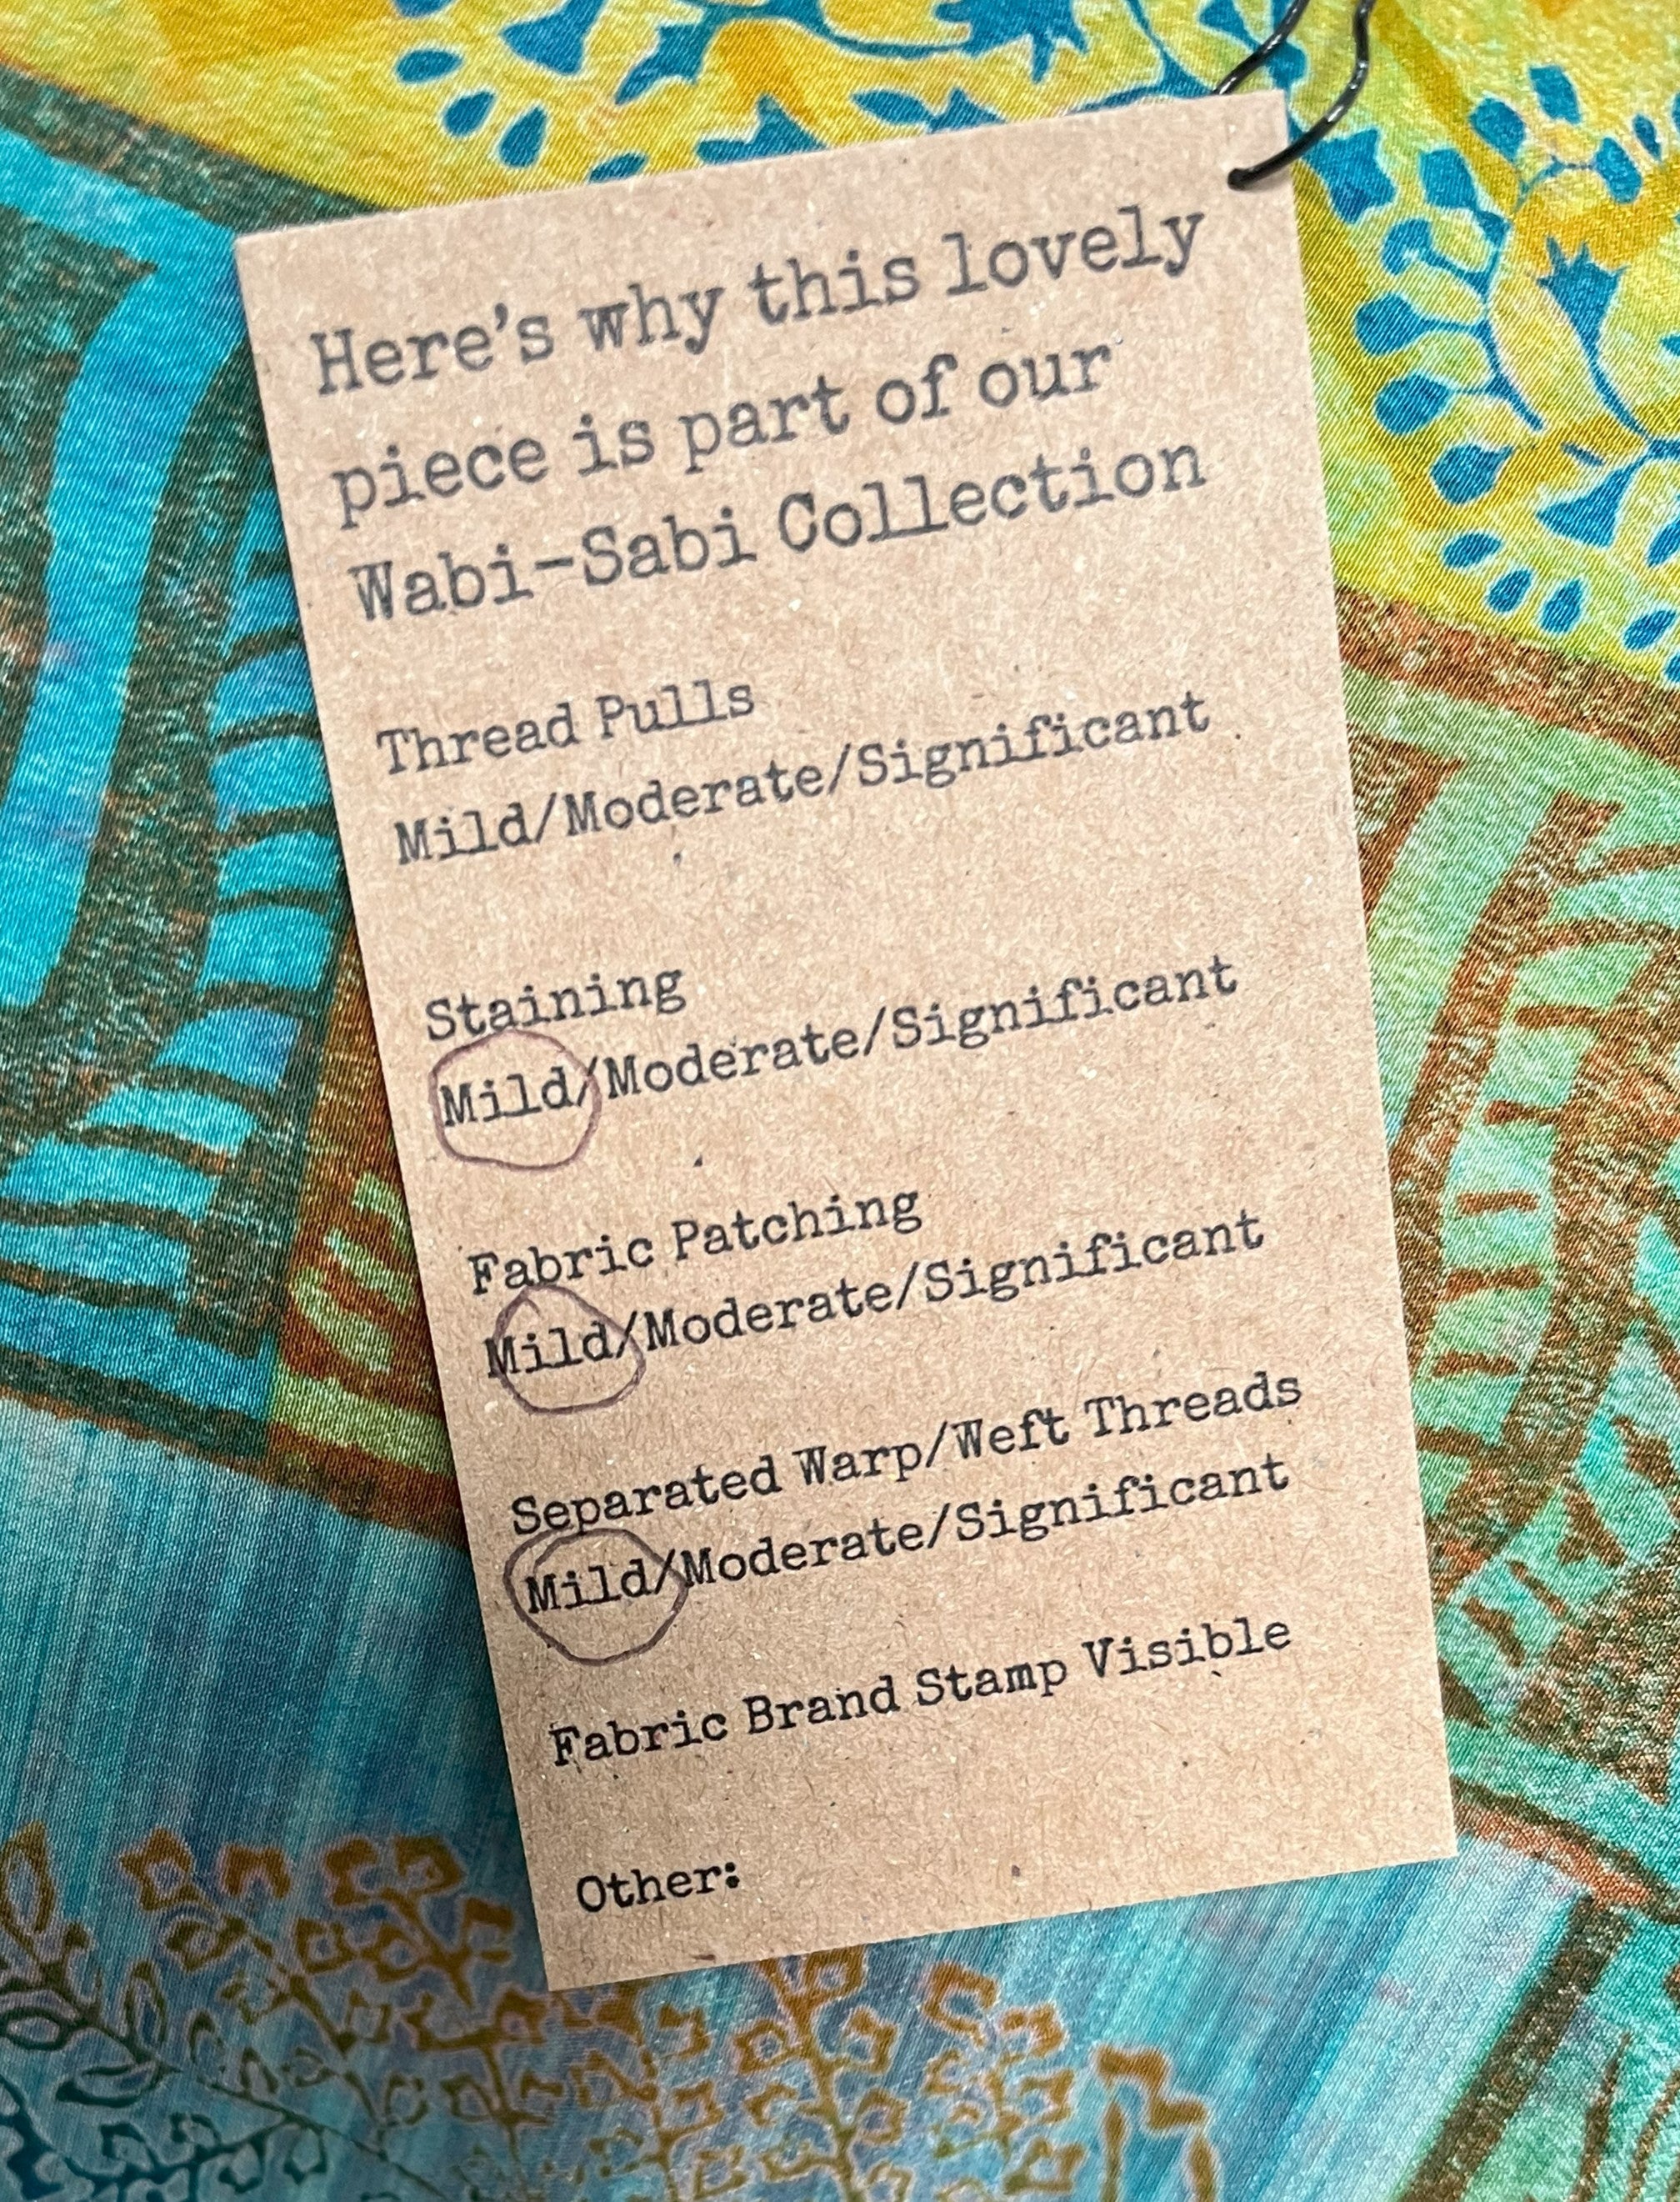 Here's why this lovely
piece is part of our
Wabi-Sabi Collection
Thread Pulls
Mild/Moderate/Significant
Staining
Mild/Moderate/Significant
Fabric Patching
Mild/Moderate/Significant
Separated Warp/Weft Threads
Mild/Moderate/Significant
Fabric Brand Stamp Visible
Other: